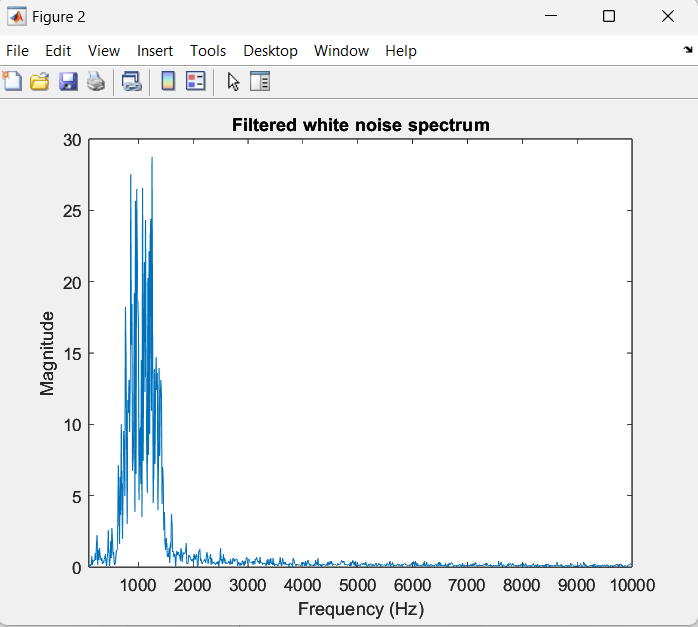 Figure 2
File Edit View Insert Tools Desktop Window Help
Filtered white noise spectrum
30
25
20
15
10
5
0
Magnitude
1000 2000 3000 4000 5000 6000 7000 8000 9000 10000
Frequency (Hz)